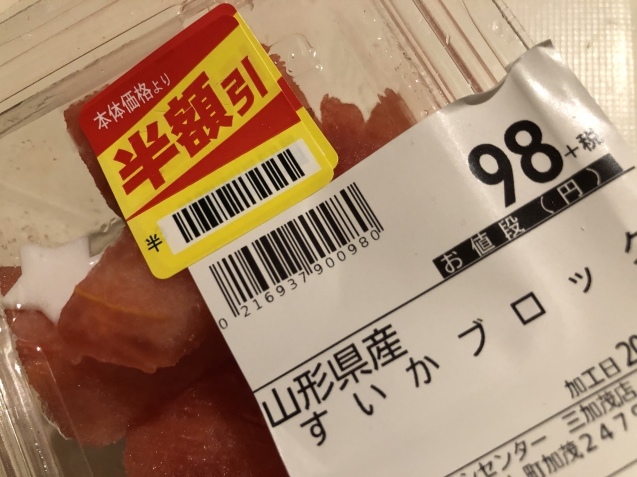 本体価格より
半額引
半
98+税
お値段(円)
0216937900980
山形県産
すいかブロック
加工日20
ンセンター 三加茂店
町加茂247